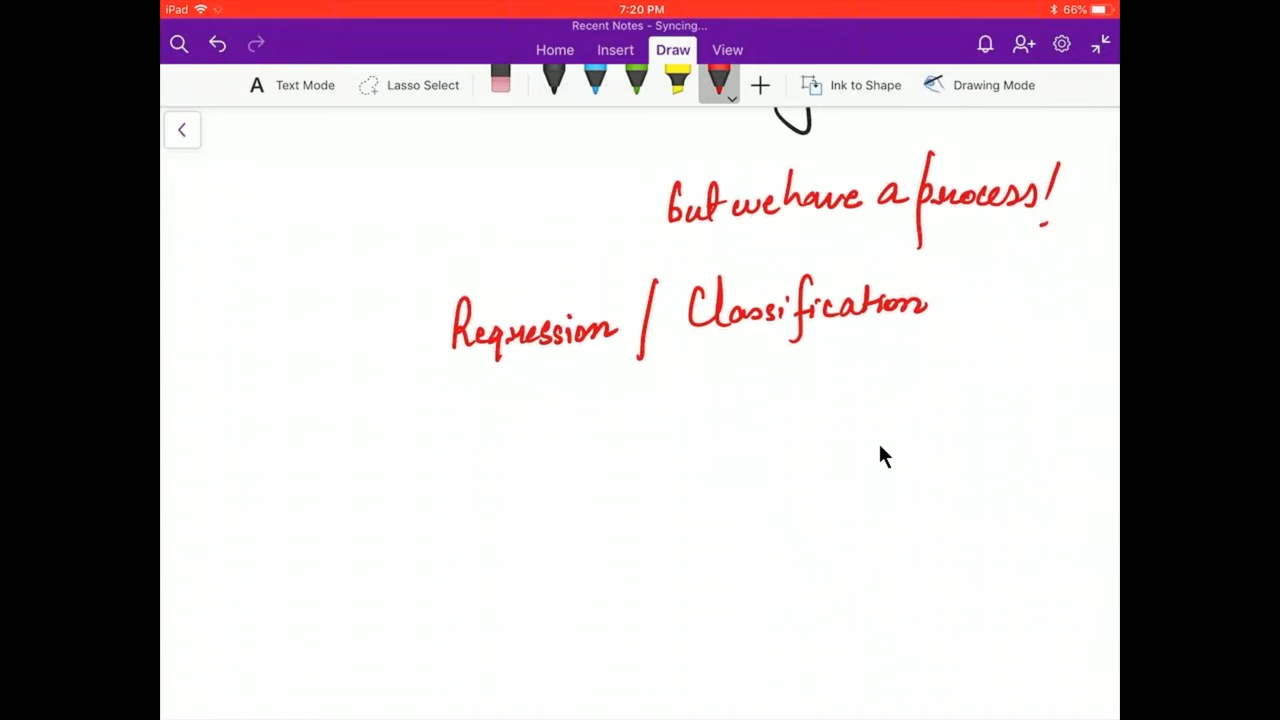 iPad 7:20 PM 66%
Recent Notes - Syncing...
Home Insert Draw View
A Text Mode Lasso Select Ink to Shape Drawing Mode
but we have a process!
Regression / Classification